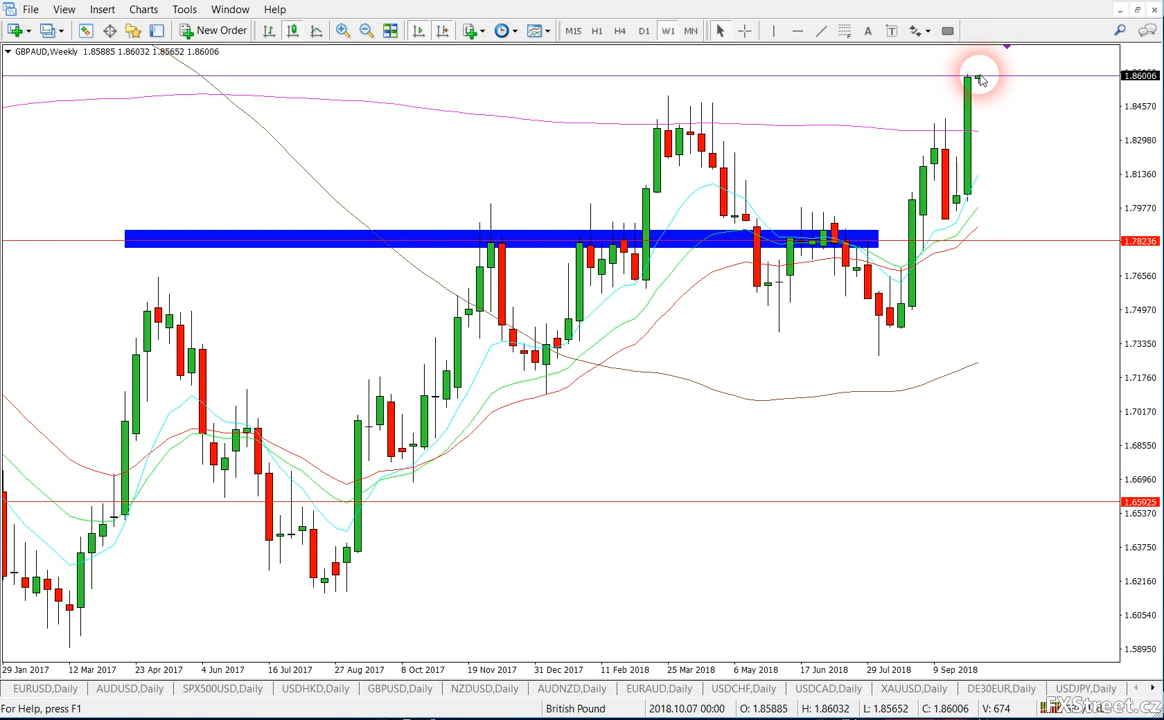 File View Insert Charts Tools Window Help
New Order M15 H1 H4 D1 W1 MN A T
GBPAUD,Weekly 1.85885 1.86032 1.85652 1.86006
1.86006
1.84570
1.82980
1.81360
1.79770
1.78236
1.76560
1.74970
1.73350
1.71760
1.70170
1.68550
1.66960
1.65925
1.65370
1.63750
1.62160
1.60540
1.58950
29 Jan 2017 12 Mar 2017 23 Apr 2017 4 Jun 2017 16 Jul 2017 27 Aug 2017 8 Oct 2017 19 Nov 2017 31 Dec 2017 11 Feb 2018 25 Mar 2018 6 May 2018 17 Jun 2018 29 Jul 2018 9 Sep 2018
EURUSD,Daily AUDUSD,Daily SPX500USD,Daily USDHKD,Daily GBPUSD,Daily NZDUSD,Daily AUDNZD,Daily EURAUD,Daily USDCHF,Daily USDCAD,Daily XAUUSD,Daily DE30EUR,Daily USDJPY,Daily
For Help, press F1 British Pound 2018.10.07 00:00 O: 1.85885 H: 1.86032 L: 1.85652 C: 1.86006 V: 674
FXStreet.cz